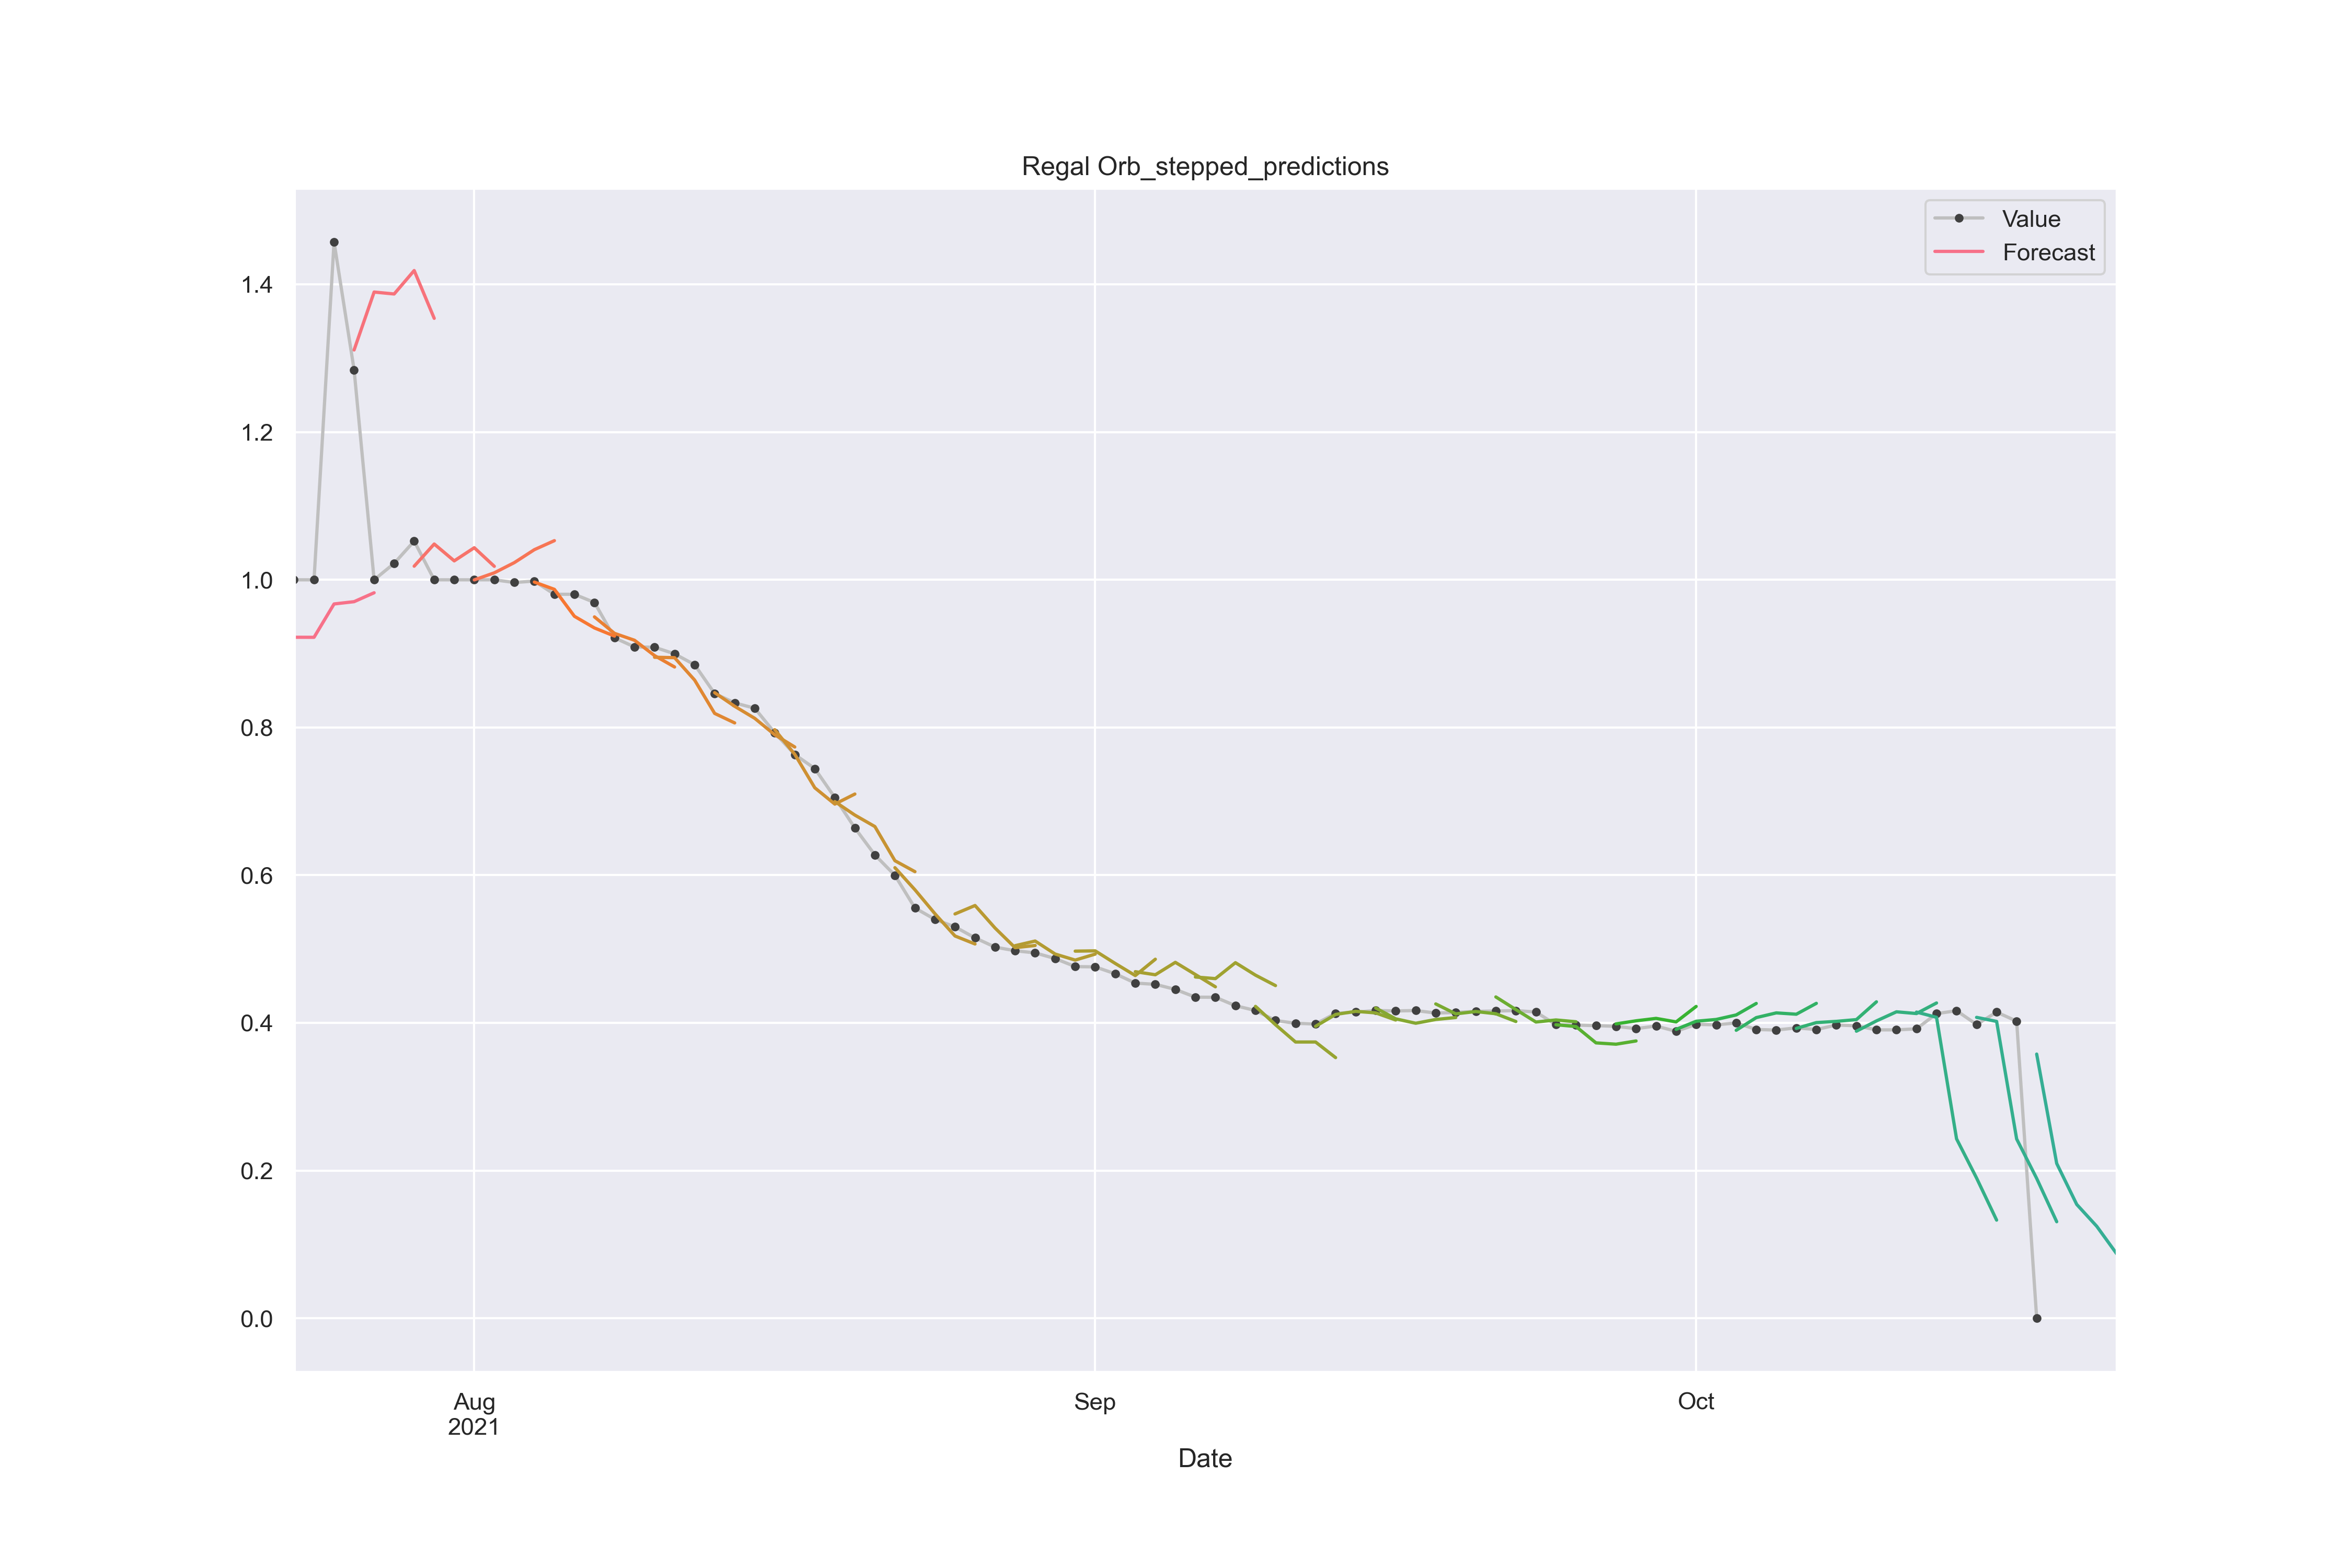 Regal Orb_stepped_predictions
Value
Forecast
1.4
1.2
1.0
0.8
0.6
0.4
0.2
0.0
Aug
2021
Sep
Oct
Date